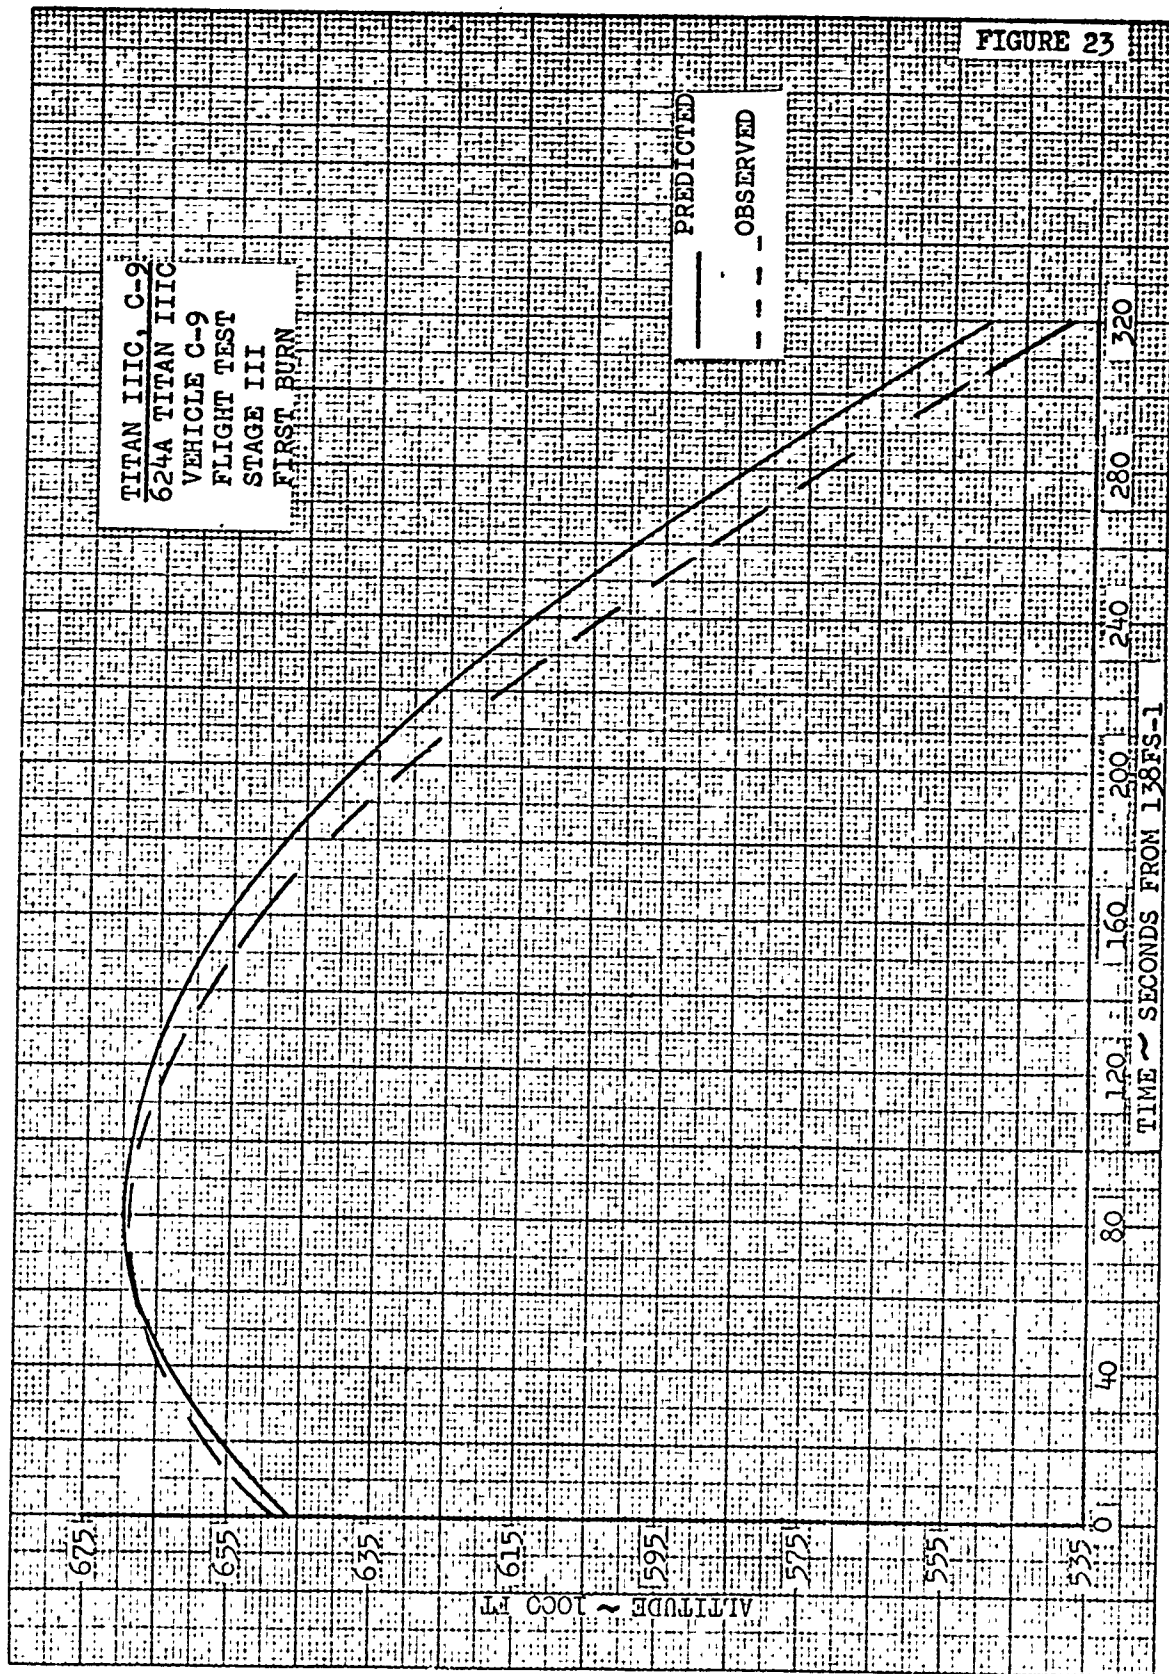 FIGURE 23
TITAN IIIC, C-9
624A TITAN IIIC
VEHICLE C-9
FLIGHT TEST
STAGE III
FIRST BURN
PREDICTED
OBSERVED
ALTITUDE ~ 1000 FT
675
655
635
615
595
575
555
535
0 40 80 120 160 200 240 280 320
TIME ~ SECONDS FROM 138FS-1